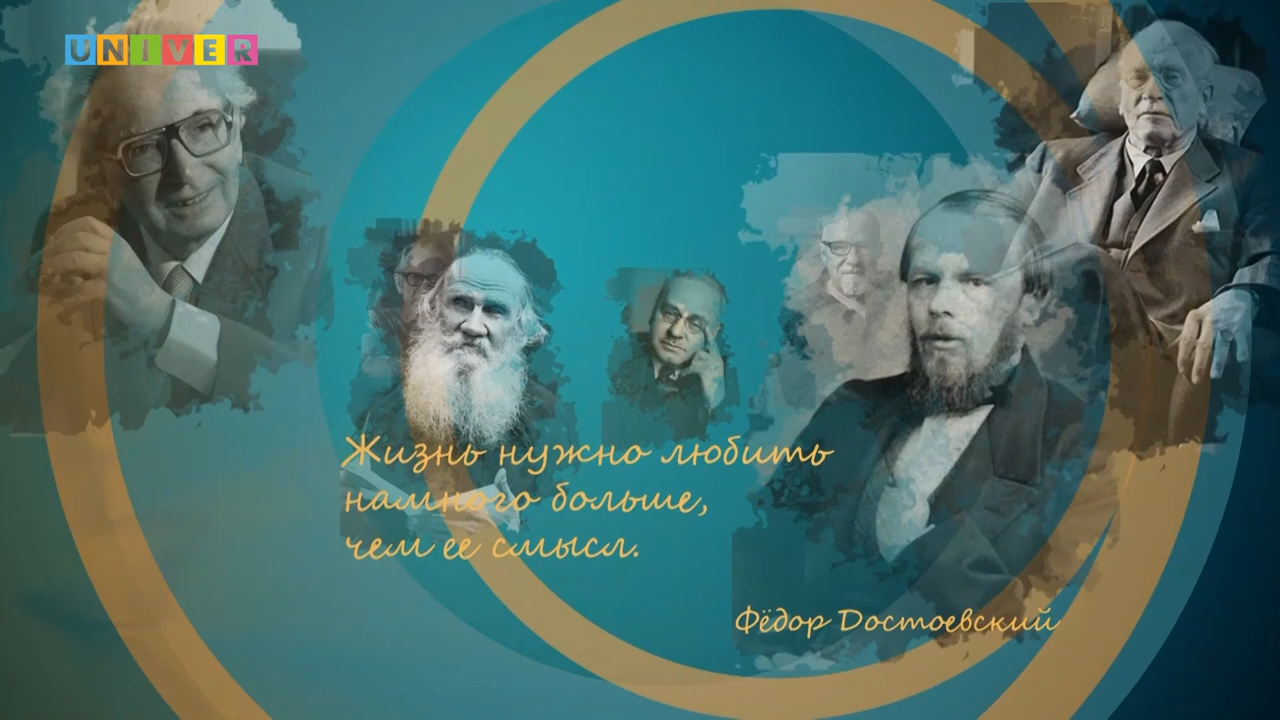 UNIVER
Жизнь нужно любить
намного больше,
чем ее смысл.
Фёдор Достоевский